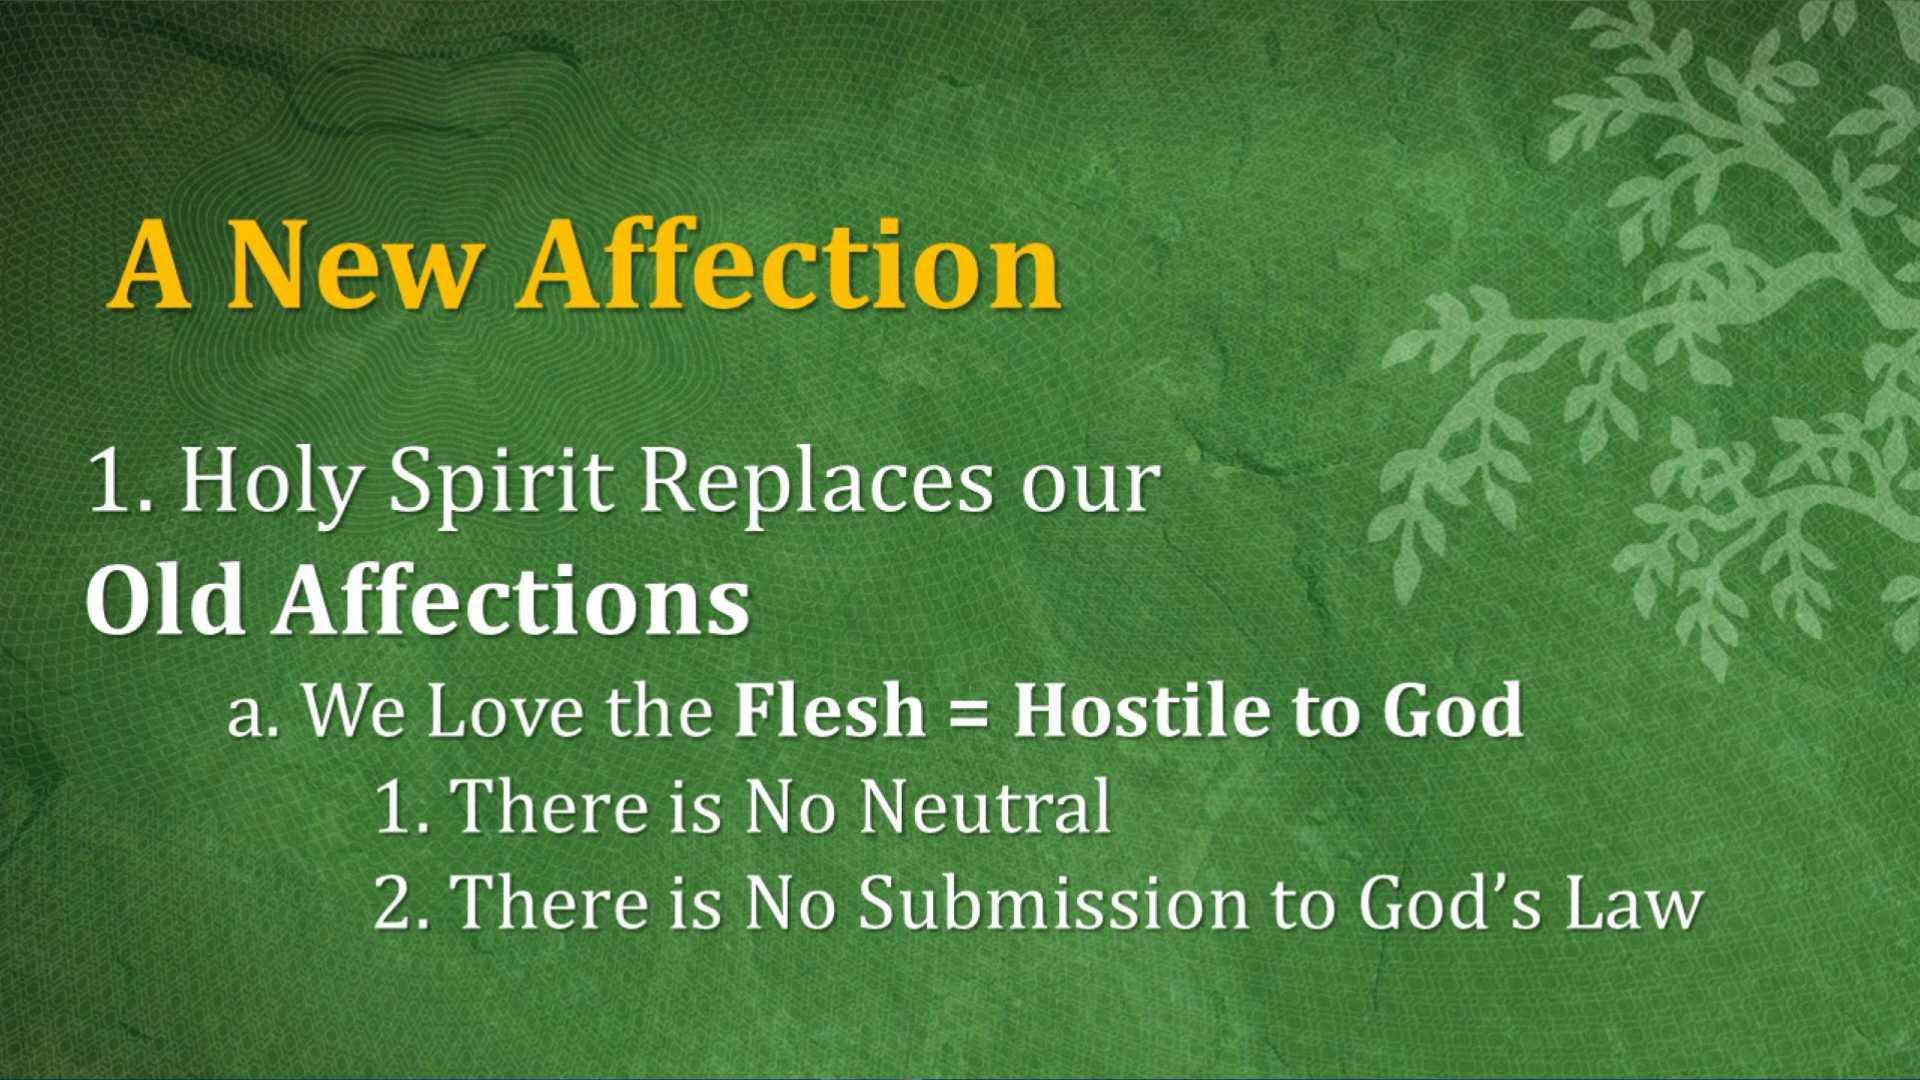 A New Affection
1. Holy Spirit Replaces our
Old Affections
a. We Love the Flesh = Hostile to God
1. There is No Neutral
2. There is No Submission to God’s Law